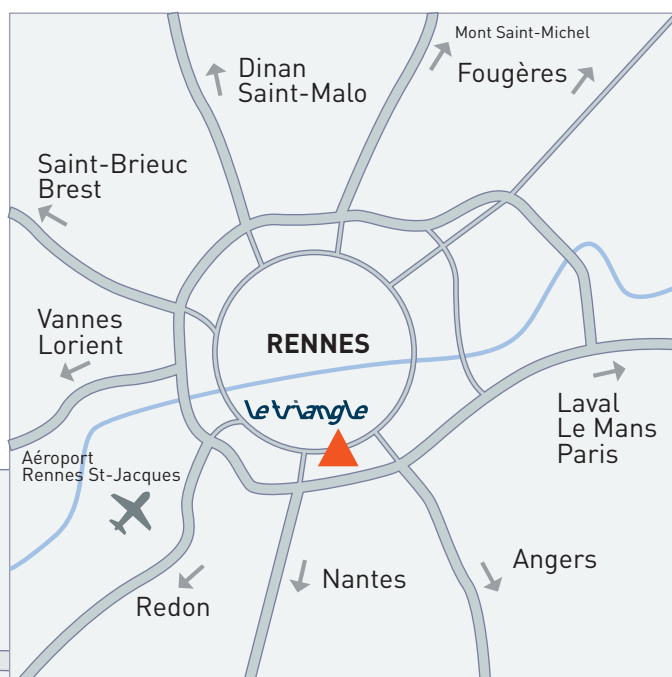 Mont Saint-Michel
Dinan
Saint-Malo
Fougères
Saint-Brieuc
Brest
Vannes
Lorient
RENNES
le triangle
Laval
Le Mans
Paris
Aéroport
Rennes St-Jacques
Angers
Nantes
Redon